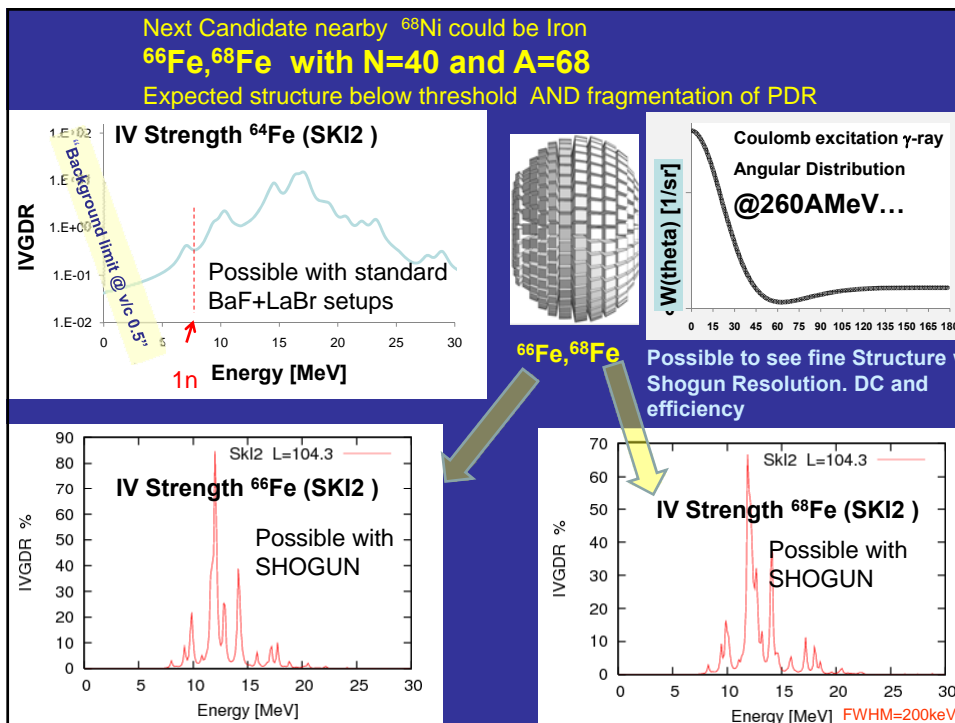 Next Candidate nearby ⁶⁸Ni could be Iron
⁶⁶Fe,⁶⁸Fe with N=40 and A=68
Expected structure below threshold AND fragmentation of PDR
IV Strength ⁶⁴Fe (SKI2 )
1.E+02
1.E+
1.E+00
1.E-01
1.E-02
IVGDR
"Background limit @ v/c 0.5"
Possible with standard
BaF+LaBr setups
0 5 10 15 20 25 30
1n
Energy [MeV]
Coulomb excitation γ-ray
Angular Distribution
@260AMeV...
W(theta) [1/sr]
0 15 30 45 60 75 90 105 120 135 150 165 180
⁶⁶Fe,⁶⁸Fe
Possible to see fine Structure
Shogun Resolution. DC and
efficiency
90
80
70
60
50
40
30
20
10
0
IVGDR %
SkI2 L=104.3
IV Strength ⁶⁶Fe (SKI2 )
Possible with
SHOGUN
0 5 10 15 20 25 30
Energy [MeV]
70
60
50
40
30
20
10
0
IVGDR %
SkI2 L=104.3
IV Strength ⁶⁸Fe (SKI2 )
Possible with
SHOGUN
0 5 10 15 20 25 30
Energy [MeV]
FWHM=200keV